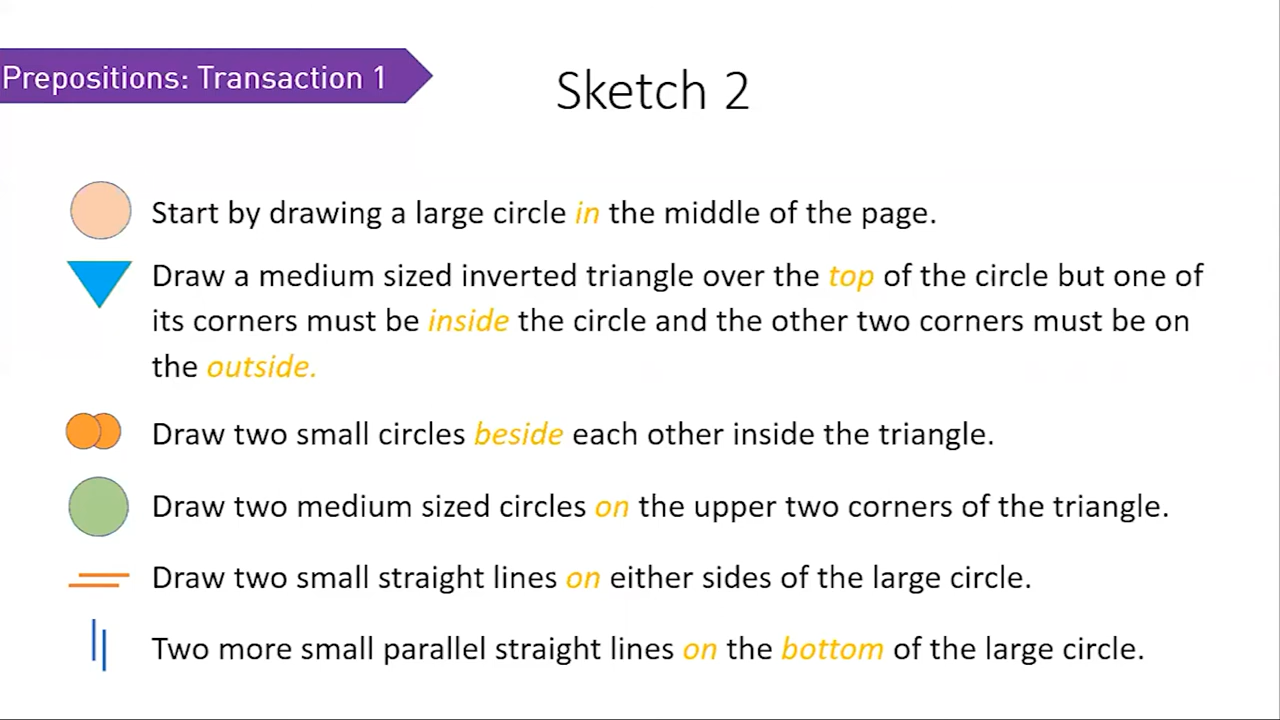 Prepositions: Transaction 1
Sketch 2
Start by drawing a large circle in the middle of the page.
Draw a medium sized inverted triangle over the top of the circle but one of
its corners must be inside the circle and the other two corners must be on
the outside.
Draw two small circles beside each other inside the triangle.
Draw two medium sized circles on the upper two corners of the triangle.
Draw two small straight lines on either sides of the large circle.
Two more small parallel straight lines on the bottom of the large circle.